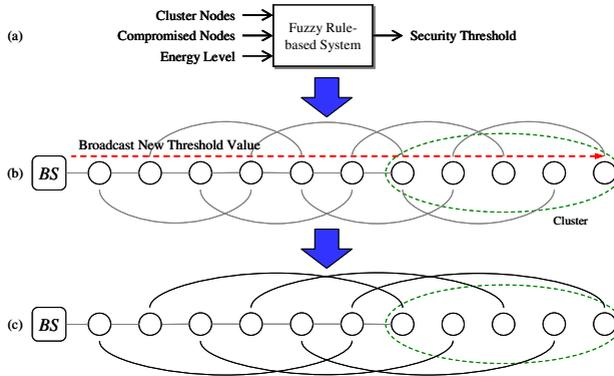 (a)
Cluster Nodes
Compromised Nodes
Energy Level
Fuzzy Rule-
based System
Security Threshold
Broadcast New Threshold Value
(b)
BS
Cluster
(c)
BS